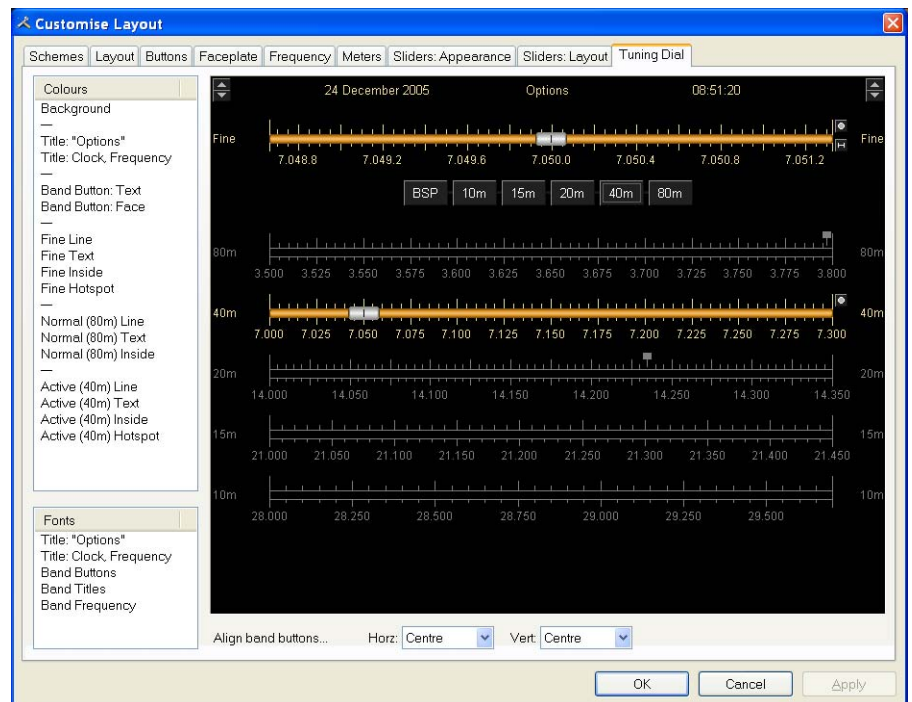 Customise Layout
Schemes Layout Buttons Faceplate Frequency Meters Sliders: Appearance Sliders: Layout Tuning Dial
Colours
Background
—
Title: "Options"
Title: Clock, Frequency
—
Band Button: Text
Band Button: Face
—
Fine Line
Fine Text
Fine Inside
Fine Hotspot
—
Normal (80m) Line
Normal (80m) Text
Normal (80m) Inside
—
Active (40m) Line
Active (40m) Text
Active (40m) Inside
Active (40m) Hotspot
Fonts
Title: "Options"
Title: Clock, Frequency
Band Buttons
Band Titles
Band Frequency
24 December 2005 Options 08:51:20
Fine Fine
7.048.8 7.049.2 7.049.6 7.050.0 7.050.4 7.050.8 7.051.2
BSP 10m 15m 20m 40m 80m
80m 80m
3.500 3.525 3.550 3.575 3.600 3.625 3.650 3.675 3.700 3.725 3.750 3.775 3.800
40m 40m
7.000 7.025 7.050 7.075 7.100 7.125 7.150 7.175 7.200 7.225 7.250 7.275 7.300
20m 20m
14.000 14.050 14.100 14.150 14.200 14.250 14.300 14.350
15m 15m
21.000 21.050 21.100 21.150 21.200 21.250 21.300 21.350 21.400 21.450
10m 10m
28.000 28.250 28.500 28.750 29.000 29.250 29.500
Align band buttons... Horz: Centre Vert: Centre
OK Cancel Apply